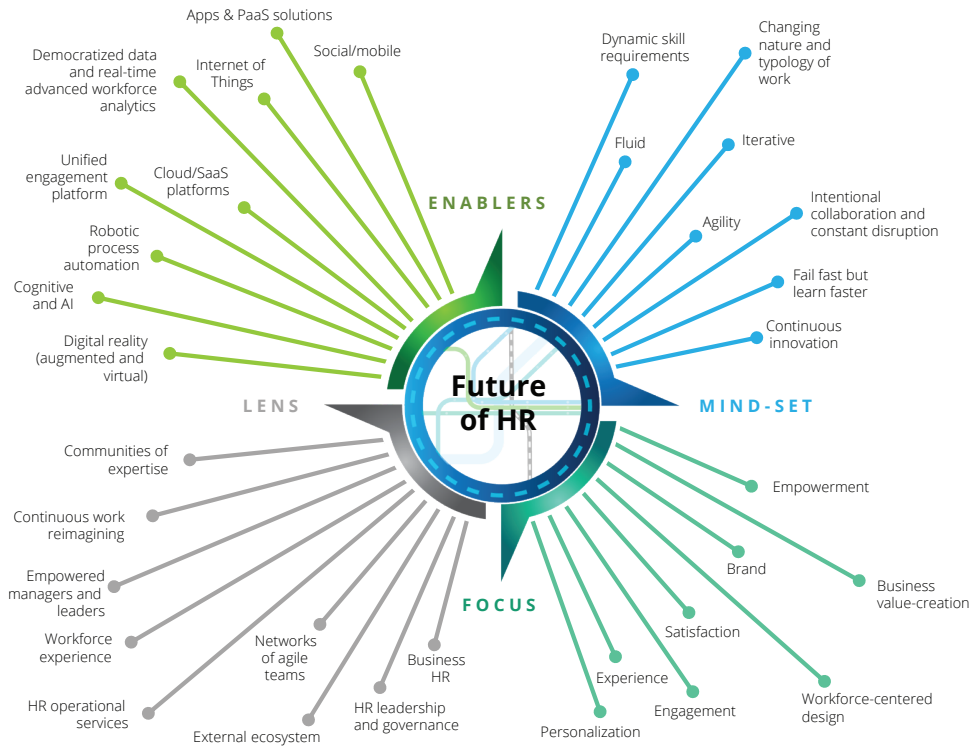 Apps & PaaS solutions
Social/mobile
Democratized data
and real-time
advanced workforce
analytics
Internet of
Things
Unified
engagement
platform
Cloud/SaaS
platforms
Robotic
process
automation
Cognitive
and AI
Digital reality
(augmented and
virtual)
ENABLERS
Dynamic skill
requirements
Changing
nature and
typology of
work
Fluid
Iterative
Agility
Intentional
collaboration and
constant disruption
Fail fast but
learn faster
Continuous
innovation
MIND-SET
Future
of HR
LENS
Communities of
expertise
Continuous work
reimagining
Empowered
managers and
leaders
Workforce
experience
HR operational
services
Networks
of agile
teams
External ecosystem
HR leadership
and governance
Business
HR
FOCUS
Empowerment
Business
value-creation
Brand
Satisfaction
Workforce-centered
design
Experience
Engagement
Personalization